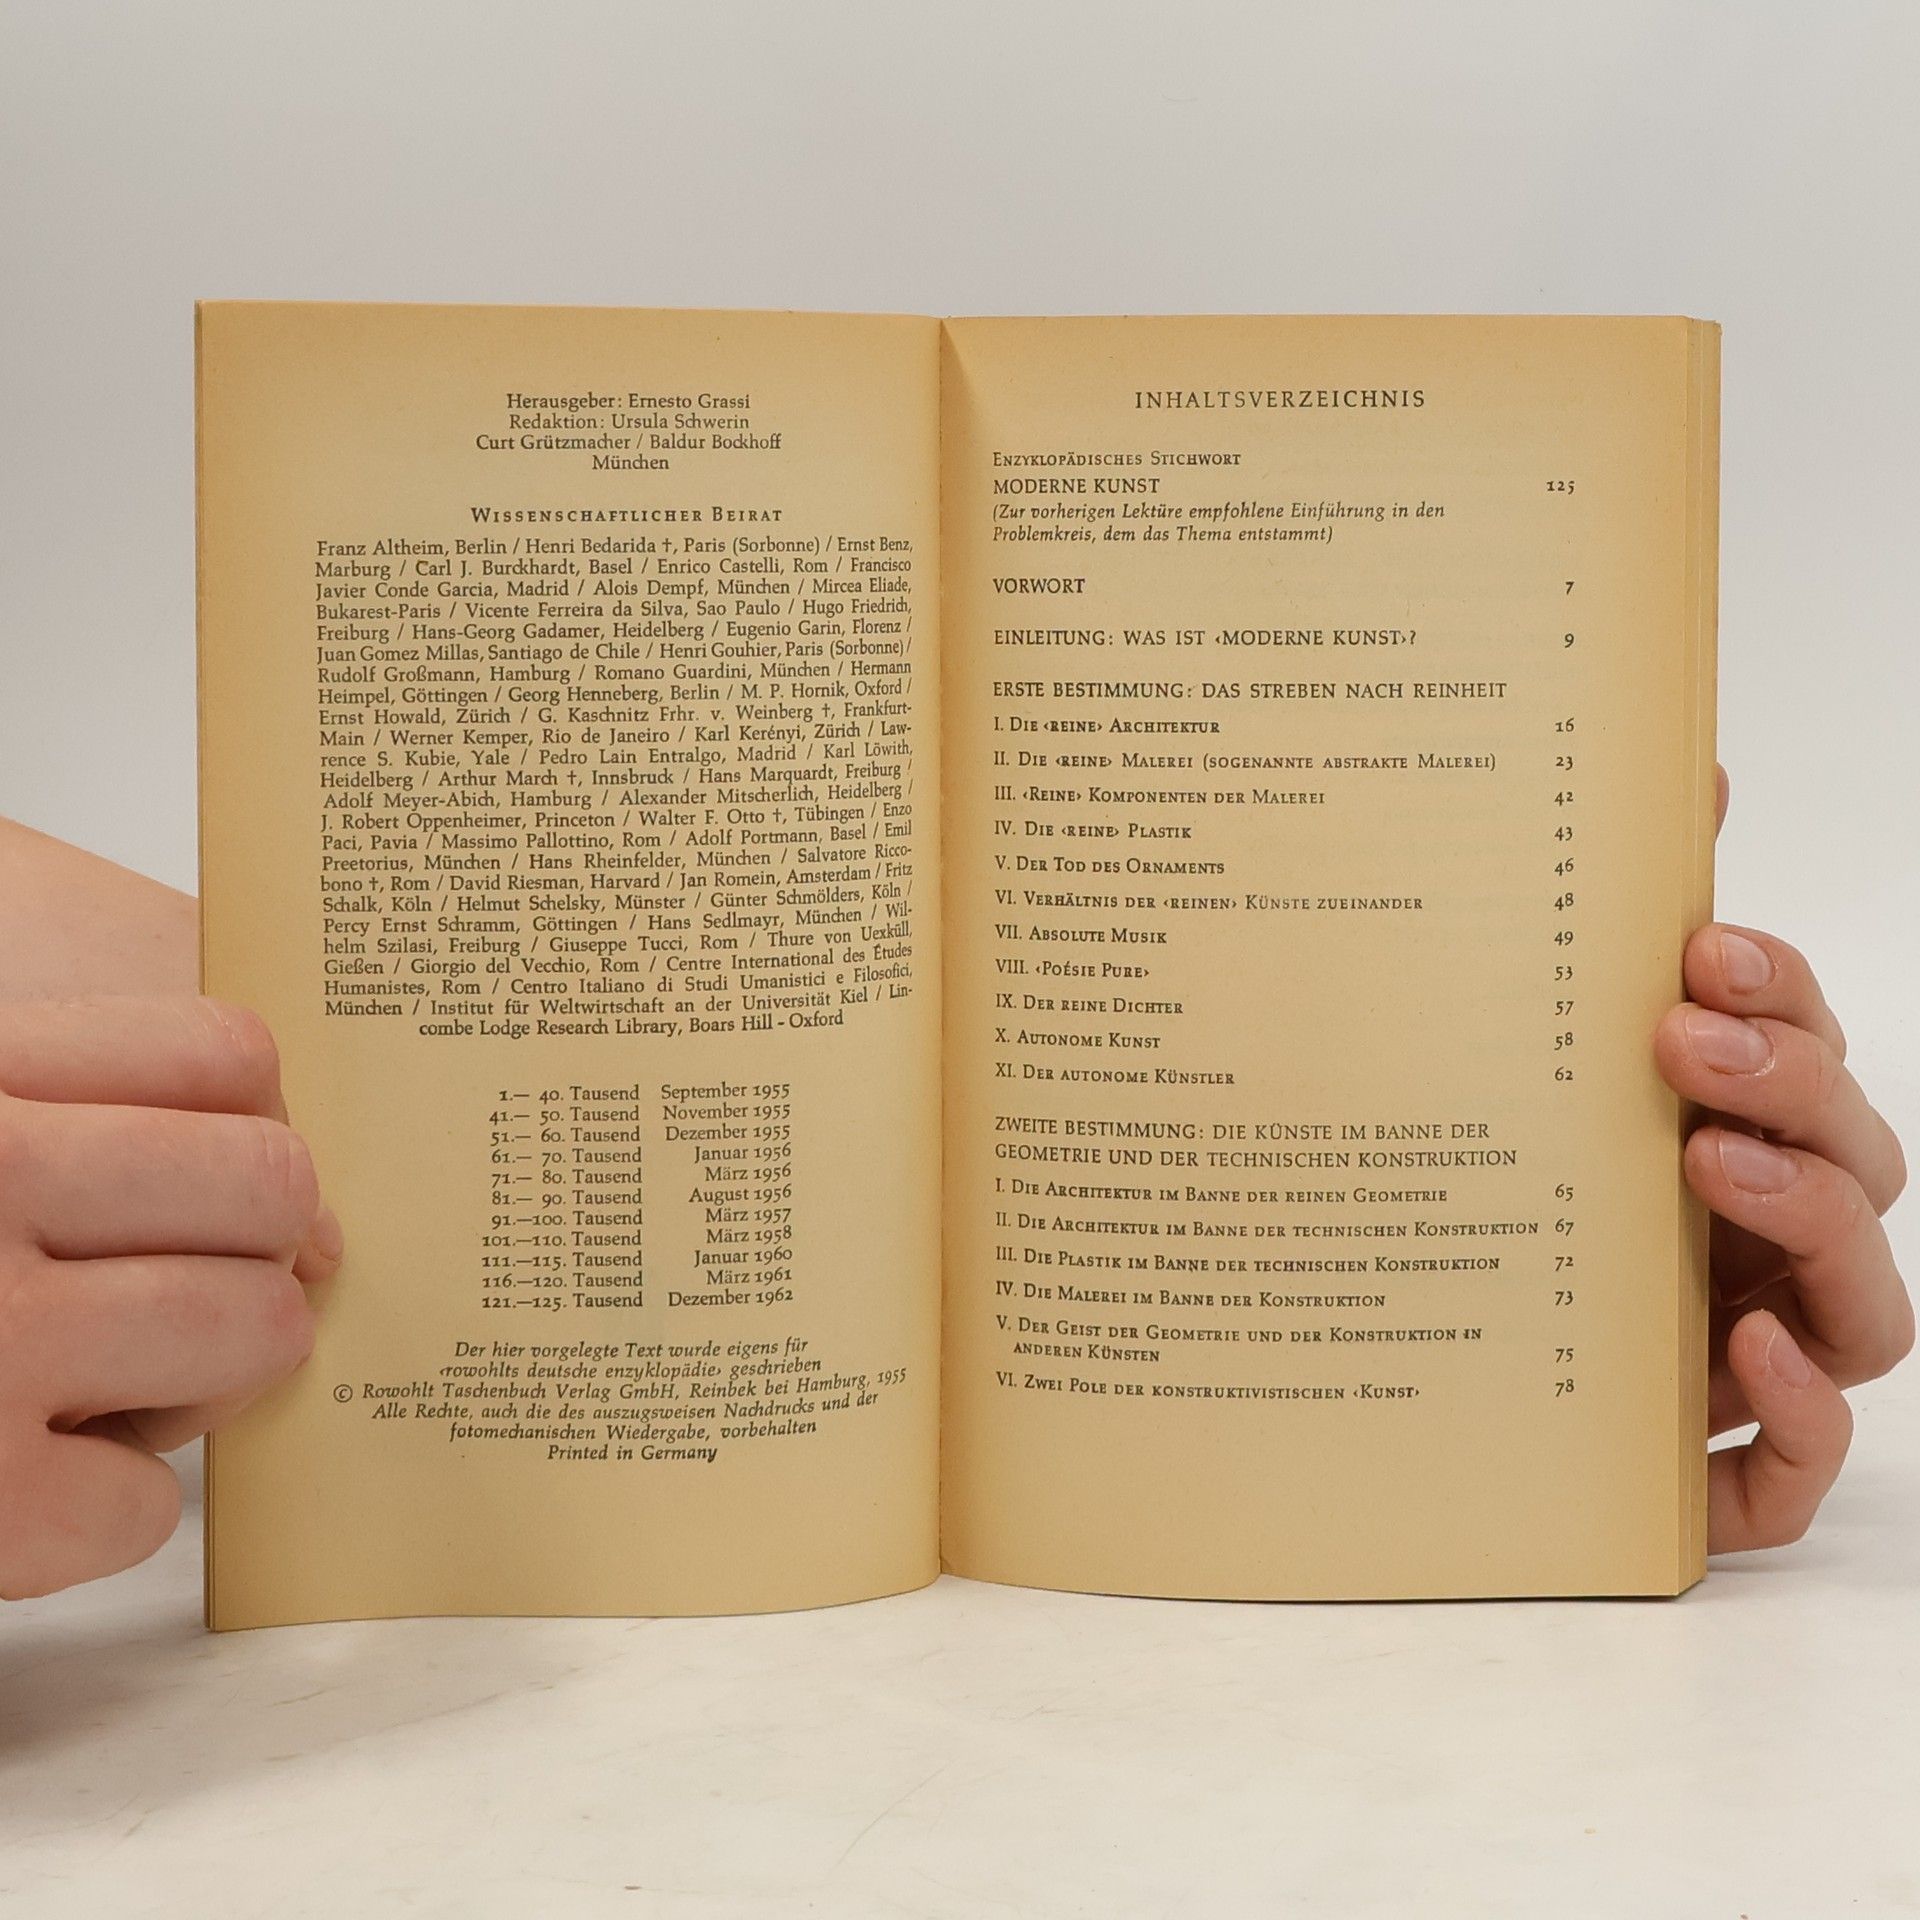 Herausgeber: Ernesto Grassi
Redaktion: Ursula Schwerin
Curt Grützmacher / Baldur Bockhoff
München
WISSENSCHAFTLICHER BEIRAT
Franz Altheim, Berlin / Henri Bedarida †, Paris (Sorbonne) / Ernst Benz,
Marburg / Carl J. Burckhardt, Basel / Enrico Castelli, Rom / Francisco
Javier Conde Garcia, Madrid / Alois Dempf, München / Mircea Eliade,
Bukarest-Paris / Vicente Ferreira da Silva, Sao Paulo / Hugo Friedrich,
Freiburg / Hans-Georg Gadamer, Heidelberg / Eugenio Garin, Florenz /
Juan Gomez Millas, Santiago de Chile / Henri Gouhier, Paris (Sorbonne) /
Rudolf Großmann, Hamburg / Romano Guardini, München / Hermann
Heimpel, Göttingen / Georg Henneberg, Berlin / M. P. Hornik, Oxford /
Ernst Howald, Zürich / G. Kaschnitz Frhr. v. Weinberg †, Frankfurt-
Main / Werner Kemper, Rio de Janeiro / Karl Kerényi, Zürich / Law-
rence S. Kubie, Yale / Pedro Lain Entralgo, Madrid / Karl Löwith,
Heidelberg / Arthur March †, Innsbruck / Hans Marquardt, Freiburg /
Adolf Meyer-Abich, Hamburg / Alexander Mitscherlich, Heidelberg /
J. Robert Oppenheimer, Princeton / Walter F. Otto †, Tübingen / Enzo
Paci, Pavia / Massimo Pallottino, Rom / Adolf Portmann, Basel / Emil
Preetorius, München / Hans Rheinfelder, München / Salvatore Ricco-
bono †, Rom / David Riesman, Harvard / Jan Romein, Amsterdam / Fritz
Schalk, Köln / Helmut Schelsky, Münster / Günter Schmölders, Köln /
Percy Ernst Schramm, Göttingen / Hans Sedlmayr, München / Wil-
helm Szilasi, Freiburg / Giuseppe Tucci, Rom / Thure von Uexküll,
Gießen / Giorgio del Vecchio, Rom / Centre International des Études
Humanistes, Rom / Centro Italiano di Studi Umanistici e Filosofici,
München / Institut für Weltwirtschaft an der Universität Kiel / Lin-
combe Lodge Research Library, Boars Hill - Oxford
1.— 40. Tausend September 1955
41.— 50. Tausend November 1955
51.— 60. Tausend Dezember 1955
61.— 70. Tausend Januar 1956
71.— 80. Tausend März 1956
81.— 90. Tausend August 1956
91.—100. Tausend März 1957
101.—110. Tausend März 1958
111.—115. Tausend Januar 1960
116.—120. Tausend März 1961
121.—125. Tausend Dezember 1962
Der hier vorgelegte Text wurde eigens für
‹rowohlts deutsche enzyklopädie› geschrieben
© Rowohlt Taschenbuch Verlag GmbH, Reinbek bei Hamburg, 1955
Alle Rechte, auch die des auszugsweisen Nachdrucks und der
fotomechanischen Wiedergabe, vorbehalten
Printed in Germany
INHALTSVERZEICHNIS
ENZYKLOPÄDISCHES STICHWORT
MODERNE KUNST 125
(Zur vorherigen Lektüre empfohlene Einführung in den
Problemkreis, dem das Thema entstammt)
VORWORT 7
EINLEITUNG: WAS IST ‹MODERNE KUNST›? 9
ERSTE BESTIMMUNG: DAS STREBEN NACH REINHEIT
I. DIE ‹REINE› ARCHITEKTUR 16
II. DIE ‹REINE› MALEREI (SOGENANNTE ABSTRAKTE MALEREI) 23
III. ‹REINE› KOMPONENTEN DER MALEREI 42
IV. DIE ‹REINE› PLASTIK 43
V. DER TOD DES ORNAMENTS 46
VI. VERHÄLTNIS DER ‹REINEN› KÜNSTE ZUEINANDER 48
VII. ABSOLUTE MUSIK 49
VIII. ‹POÉSIE PURE› 53
IX. DER REINE DICHTER 57
X. AUTONOME KUNST 58
XI. DER AUTONOME KÜNSTLER 62
ZWEITE BESTIMMUNG: DIE KÜNSTE IM BANNE DER
GEOMETRIE UND DER TECHNISCHEN KONSTRUKTION
I. DIE ARCHITEKTUR IM BANNE DER REINEN GEOMETRIE 65
II. DIE ARCHITEKTUR IM BANNE DER TECHNISCHEN KONSTRUKTION 67
III. DIE PLASTIK IM BANNE DER TECHNISCHEN KONSTRUKTION 72
IV. DIE MALEREI IM BANNE DER KONSTRUKTION 73
V. DER GEIST DER GEOMETRIE UND DER KONSTRUKTION IN
ANDEREN KÜNSTEN 75
VI. ZWEI POLE DER KONSTRUKTIVISTISCHEN ‹KUNST› 78